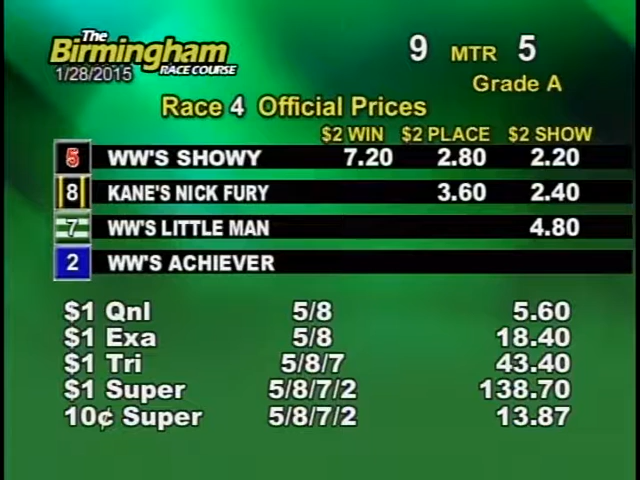 The
Birmingham
RACE COURSE
1/28/2015
9 MTR 5
Grade A
Race 4 Official Prices
$2 WIN $2 PLACE $2 SHOW
5 WW'S SHOWY 7.20 2.80 2.20
8 KANE'S NICK FURY 3.60 2.40
7 WW'S LITTLE MAN 4.80
2 WW'S ACHIEVER
$1 Qnl 5/8 5.60
$1 Exa 5/8 18.40
$1 Tri 5/8/7 43.40
$1 Super 5/8/7/2 138.70
10¢ Super 5/8/7/2 13.87